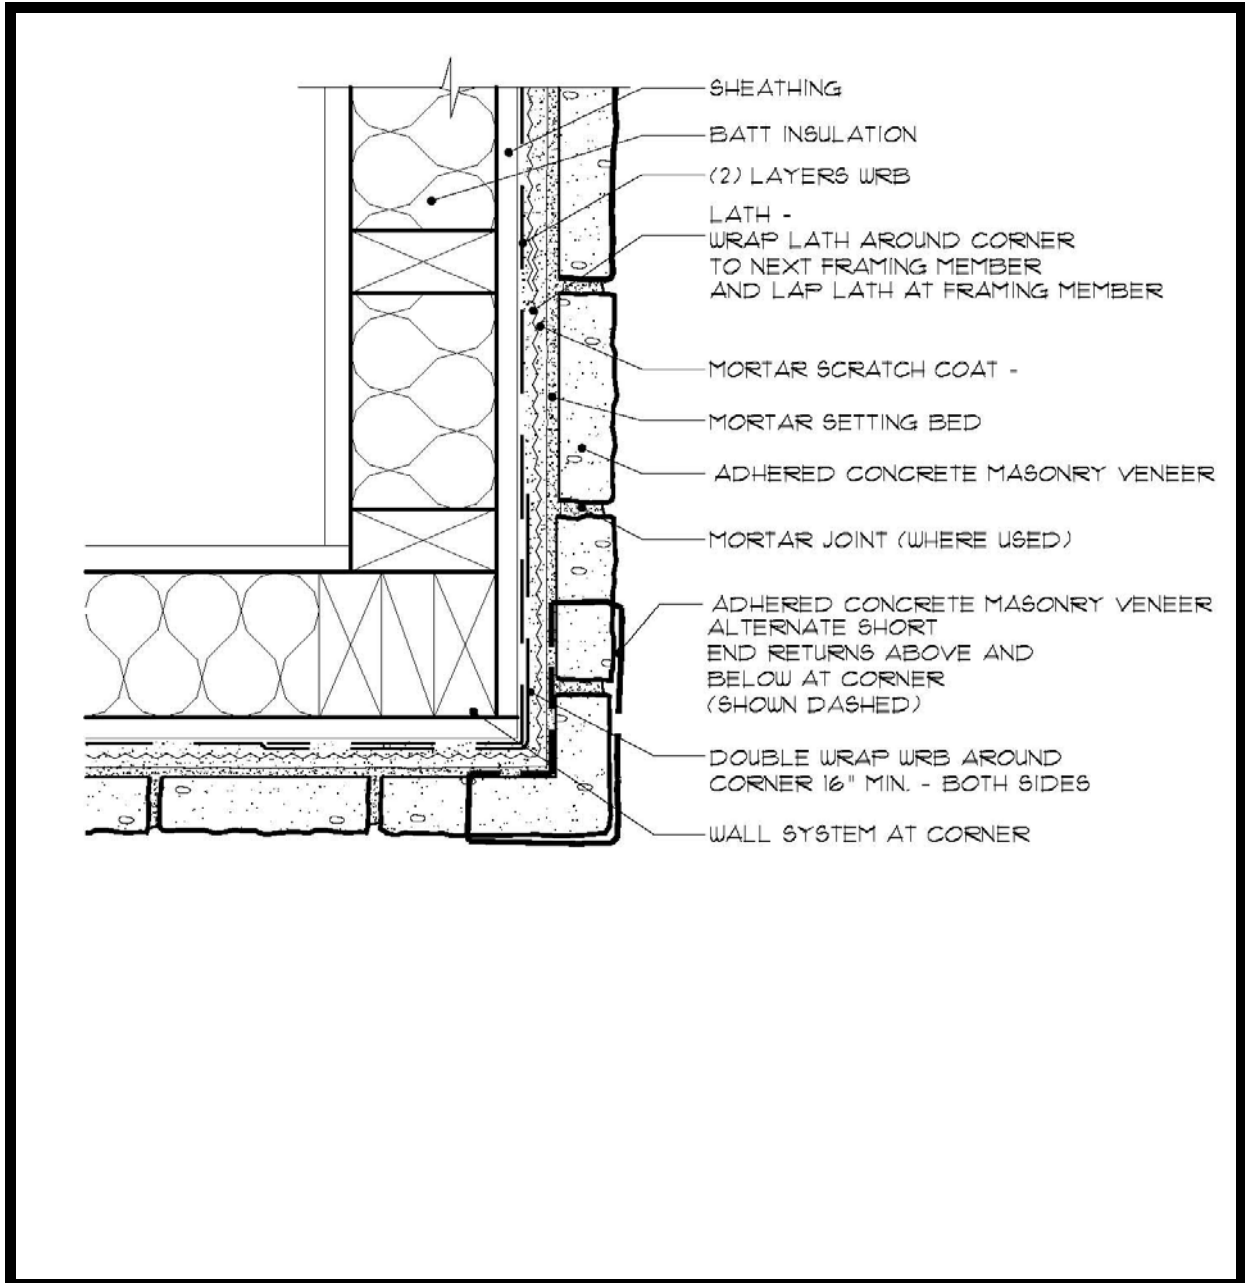 SHEATHING
BATT INSULATION
(2) LAYERS WRB
LATH -
WRAP LATH AROUND CORNER
TO NEXT FRAMING MEMBER
AND LAP LATH AT FRAMING MEMBER
MORTAR SCRATCH COAT -
MORTAR SETTING BED
ADHERED CONCRETE MASONRY VENEER
MORTAR JOINT (WHERE USED)
ADHERED CONCRETE MASONRY VENEER
ALTERNATE SHORT
END RETURNS ABOVE AND
BELOW AT CORNER
(SHOWN DASHED)
DOUBLE WRAP WRB AROUND
CORNER 16" MIN. - BOTH SIDES
WALL SYSTEM AT CORNER